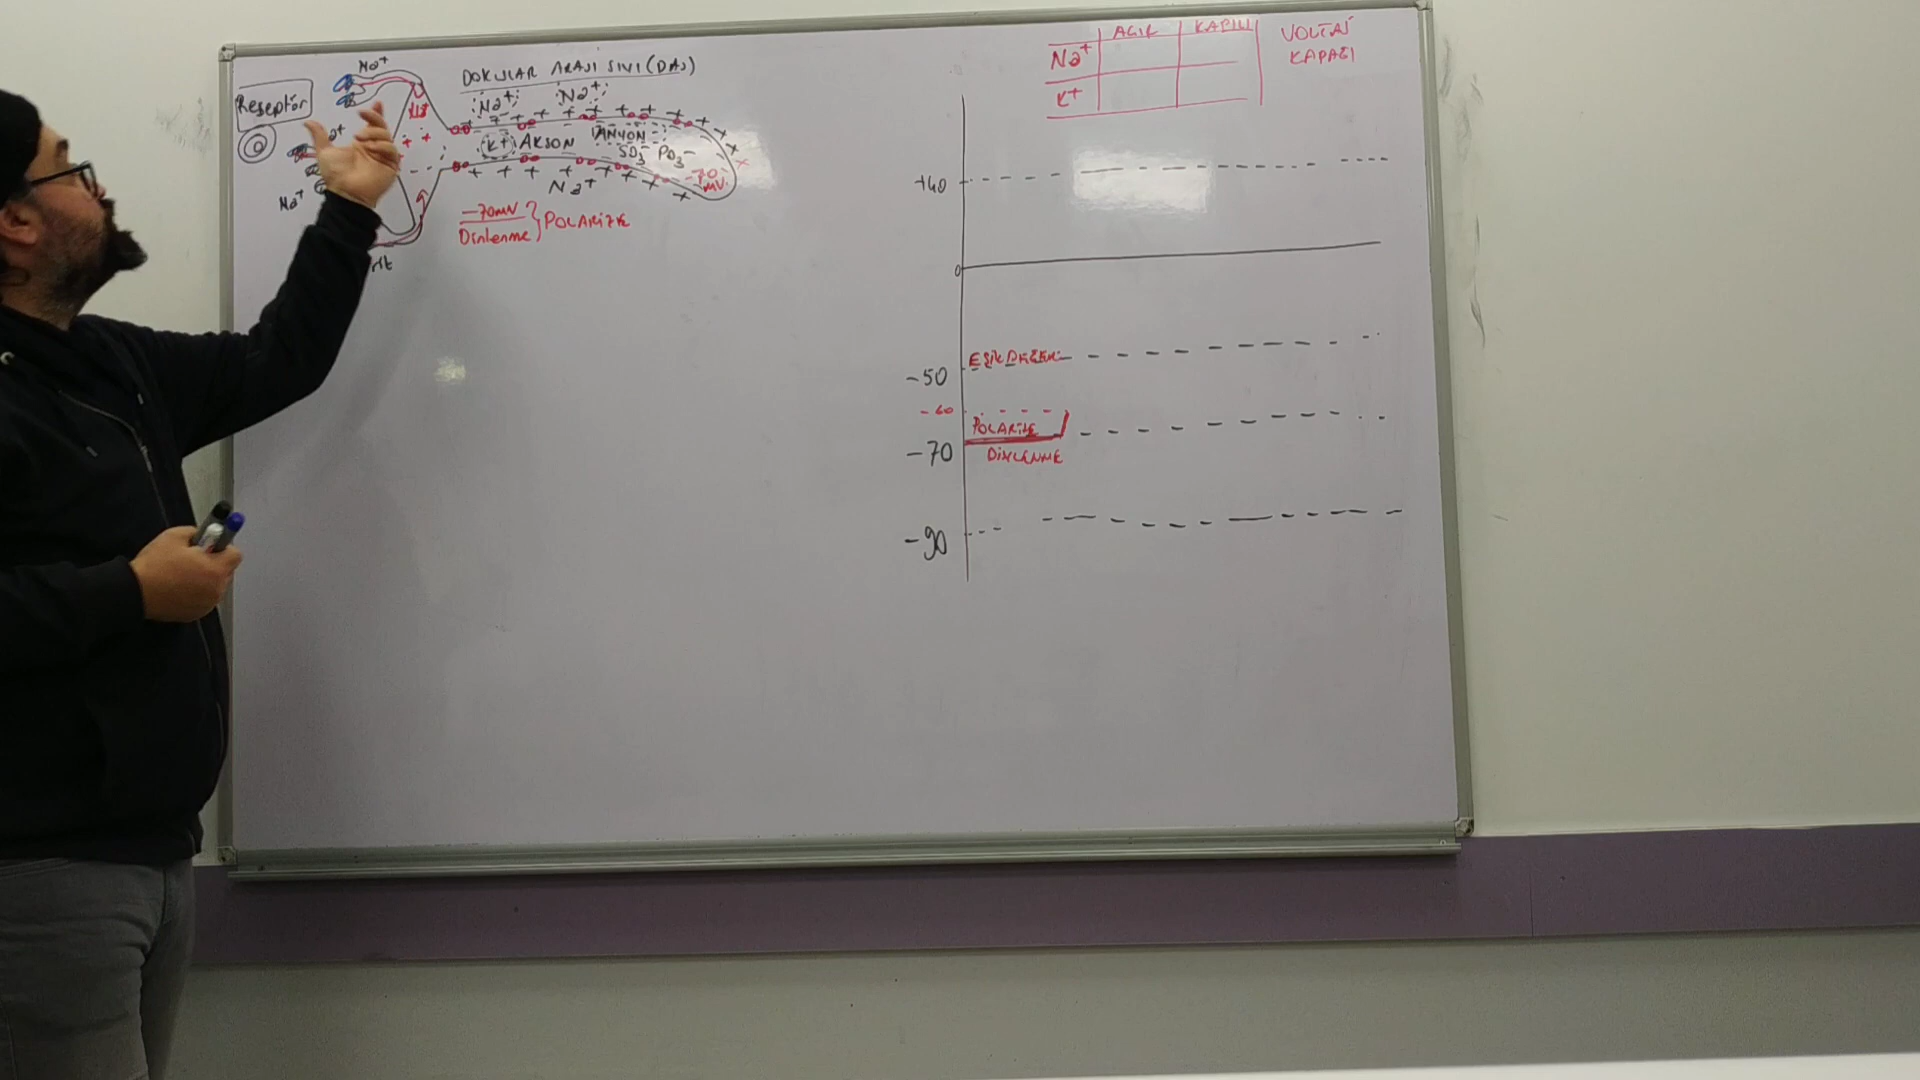 Na+
DOKULAR ARASI SIVI (DAS)
Reseptör
Na+
Na+
K+
AKSON
ANYON
SO3
PO3-
-70
mV.
Na+
Na+
-70mV
Dinlenme
POLARİZE
AÇIK
KAPALI
VOLTAJ
KAPAĞI
Na+
K+
+40
0
EŞİK DEĞER
-50
-60
POLARİZE
-70
DİNLENME
-90